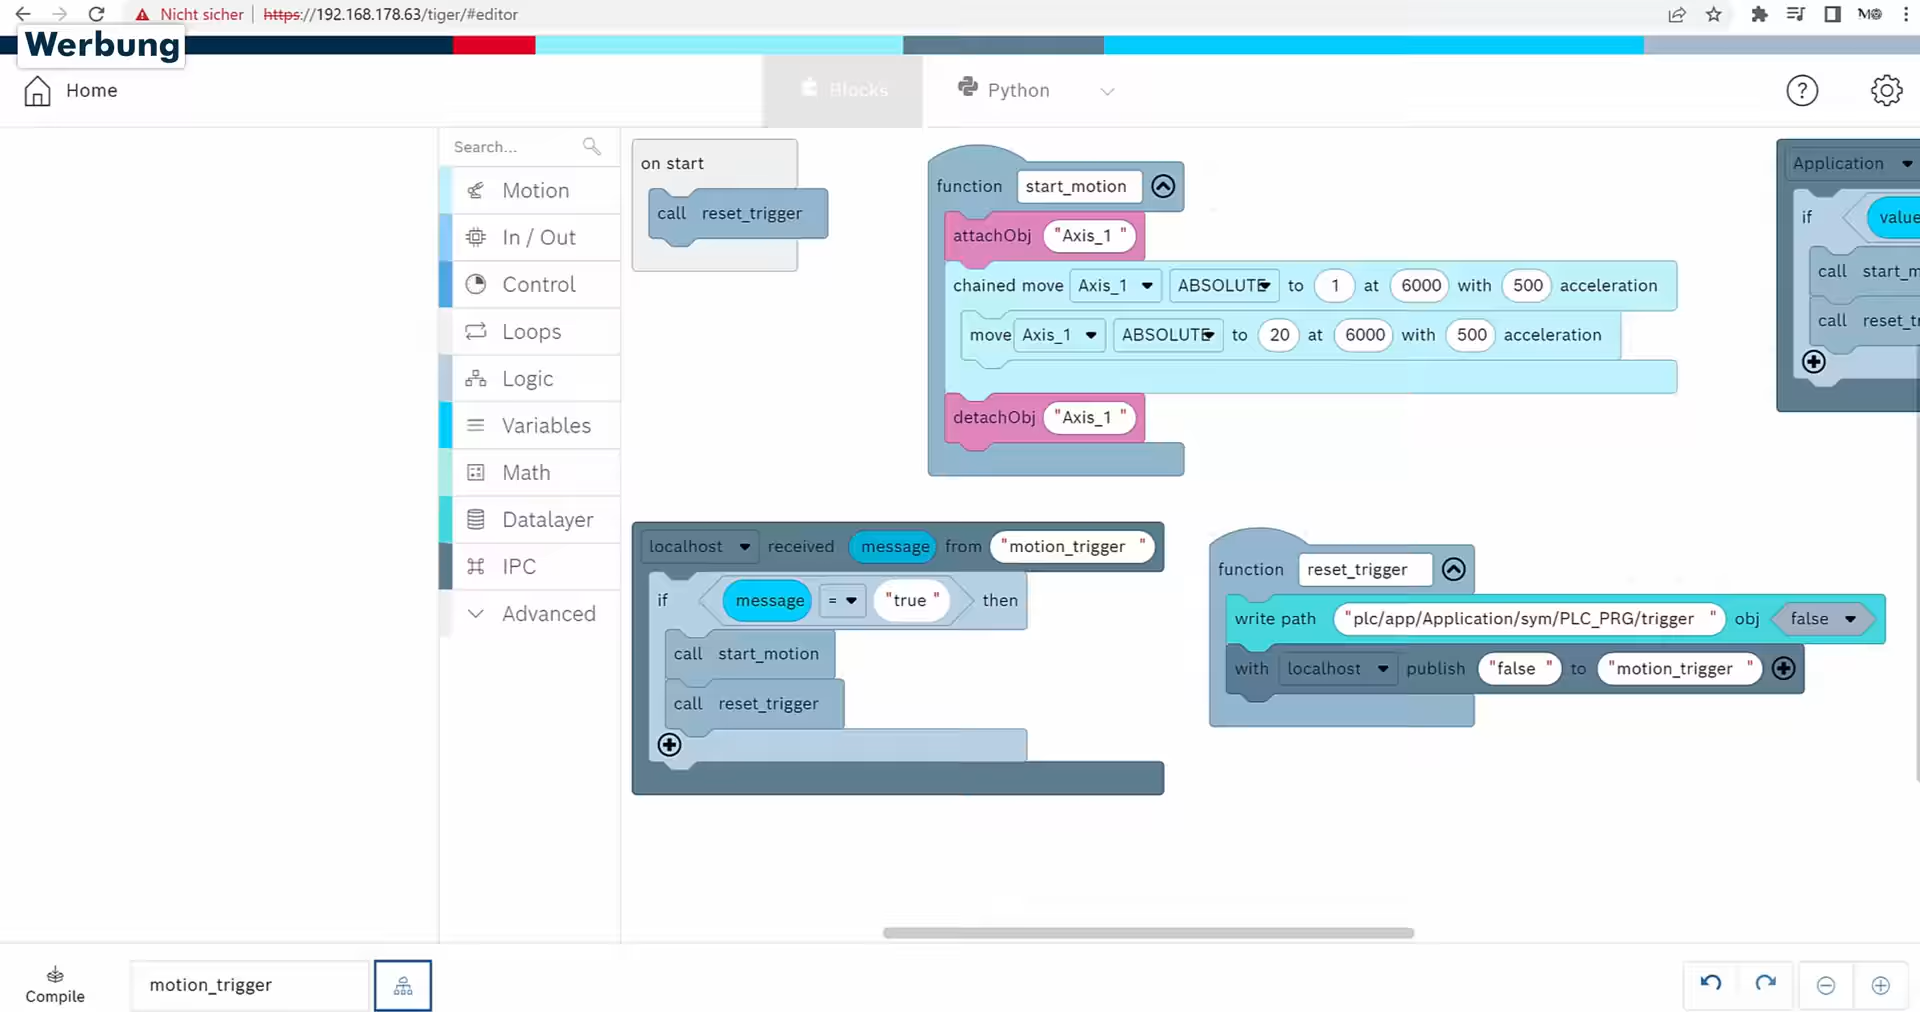 Nicht sicher https://192.168.178.63/tiger/#editor
Werbung
Home
Blocks
Python
Search...
Motion
In / Out
Control
Loops
Logic
Variables
Math
Datalayer
IPC
Advanced
on start
call reset_trigger
function start_motion
attachObj "Axis_1 "
chained move Axis_1 ABSOLUTE to 1 at 6000 with 500 acceleration
move Axis_1 ABSOLUTE to 20 at 6000 with 500 acceleration
detachObj "Axis_1 "
Application
if value
call start_m
call reset_tr
localhost received message from "motion_trigger "
if message = "true " then
call start_motion
call reset_trigger
function reset_trigger
write path "plc/app/Application/sym/PLC_PRG/trigger " obj false
with localhost publish "false " to "motion_trigger "
Compile
motion_trigger